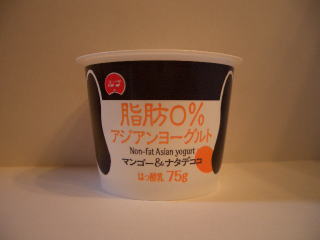 脂肪0%
アジアンヨーグルト
Non-fat Asian yogurt
マンゴー&ナタデココ
はっ酵乳 75g